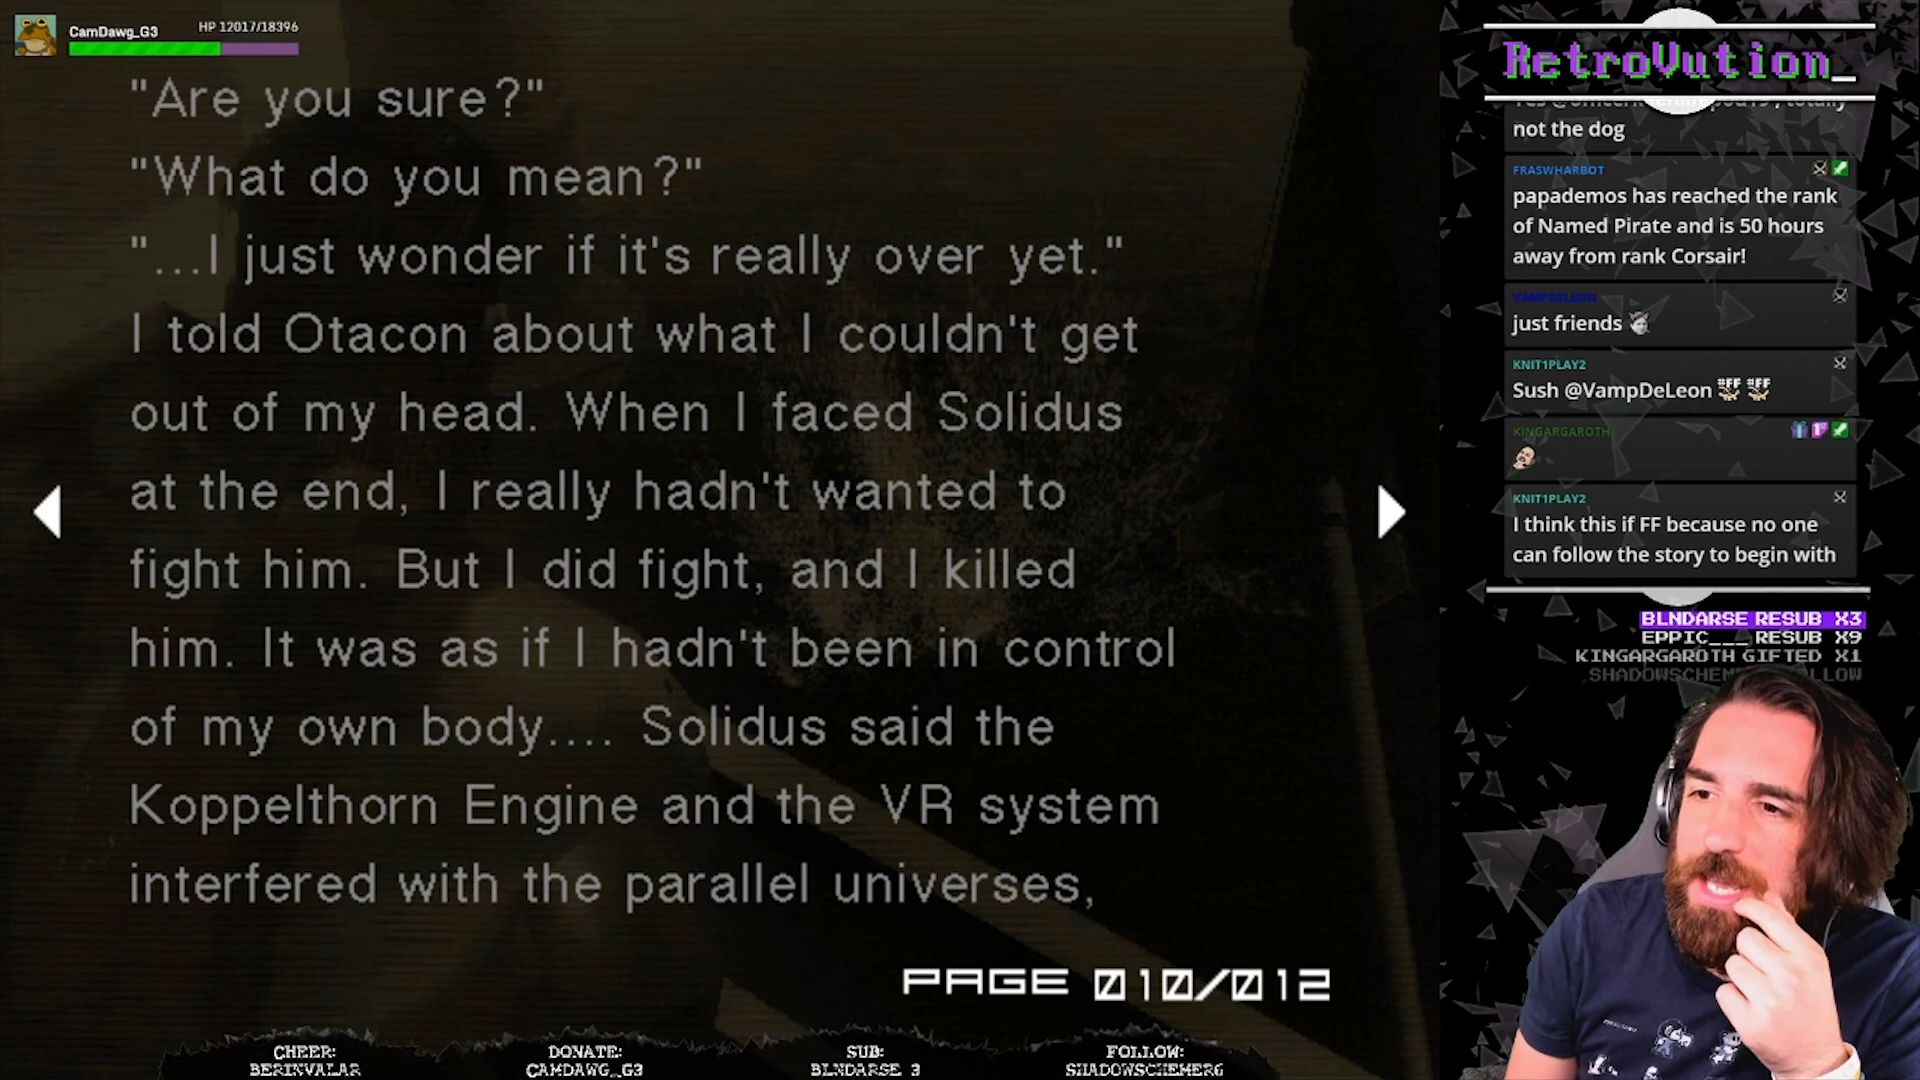 CamDawg_G3
HP 12017/18396
"Are you sure?"
"What do you mean?"
"...I just wonder if it's really over yet."
I told Otacon about what I couldn't get
out of my head. When I faced Solidus
at the end, I really hadn't wanted to
fight him. But I did fight, and I killed
him. It was as if I hadn't been in control
of my own body.... Solidus said the
Koppelthorn Engine and the VR system
interfered with the parallel universes,
PAGE 010/012
CHEER:
BERINVALAR
DONATE:
CAMDAWG_G3
SUB:
BLNDARSE 3
FOLLOW:
SHADOWSCHEMER6
RetroVution_
totally
not the dog
FRASWHARBOT
papademos has reached the rank
of Named Pirate and is 50 hours
away from rank Corsair!
VAMPDELEON
just friends
KNIT1PLAY2
Sush @VampDeLeon
KINGARGAROTH
KNIT1PLAY2
I think this if FF because no one
can follow the story to begin with
BLNDARSE RESUB X3
EPPIC___ RESUB X9
KINGARGAROTH GIFTED X1